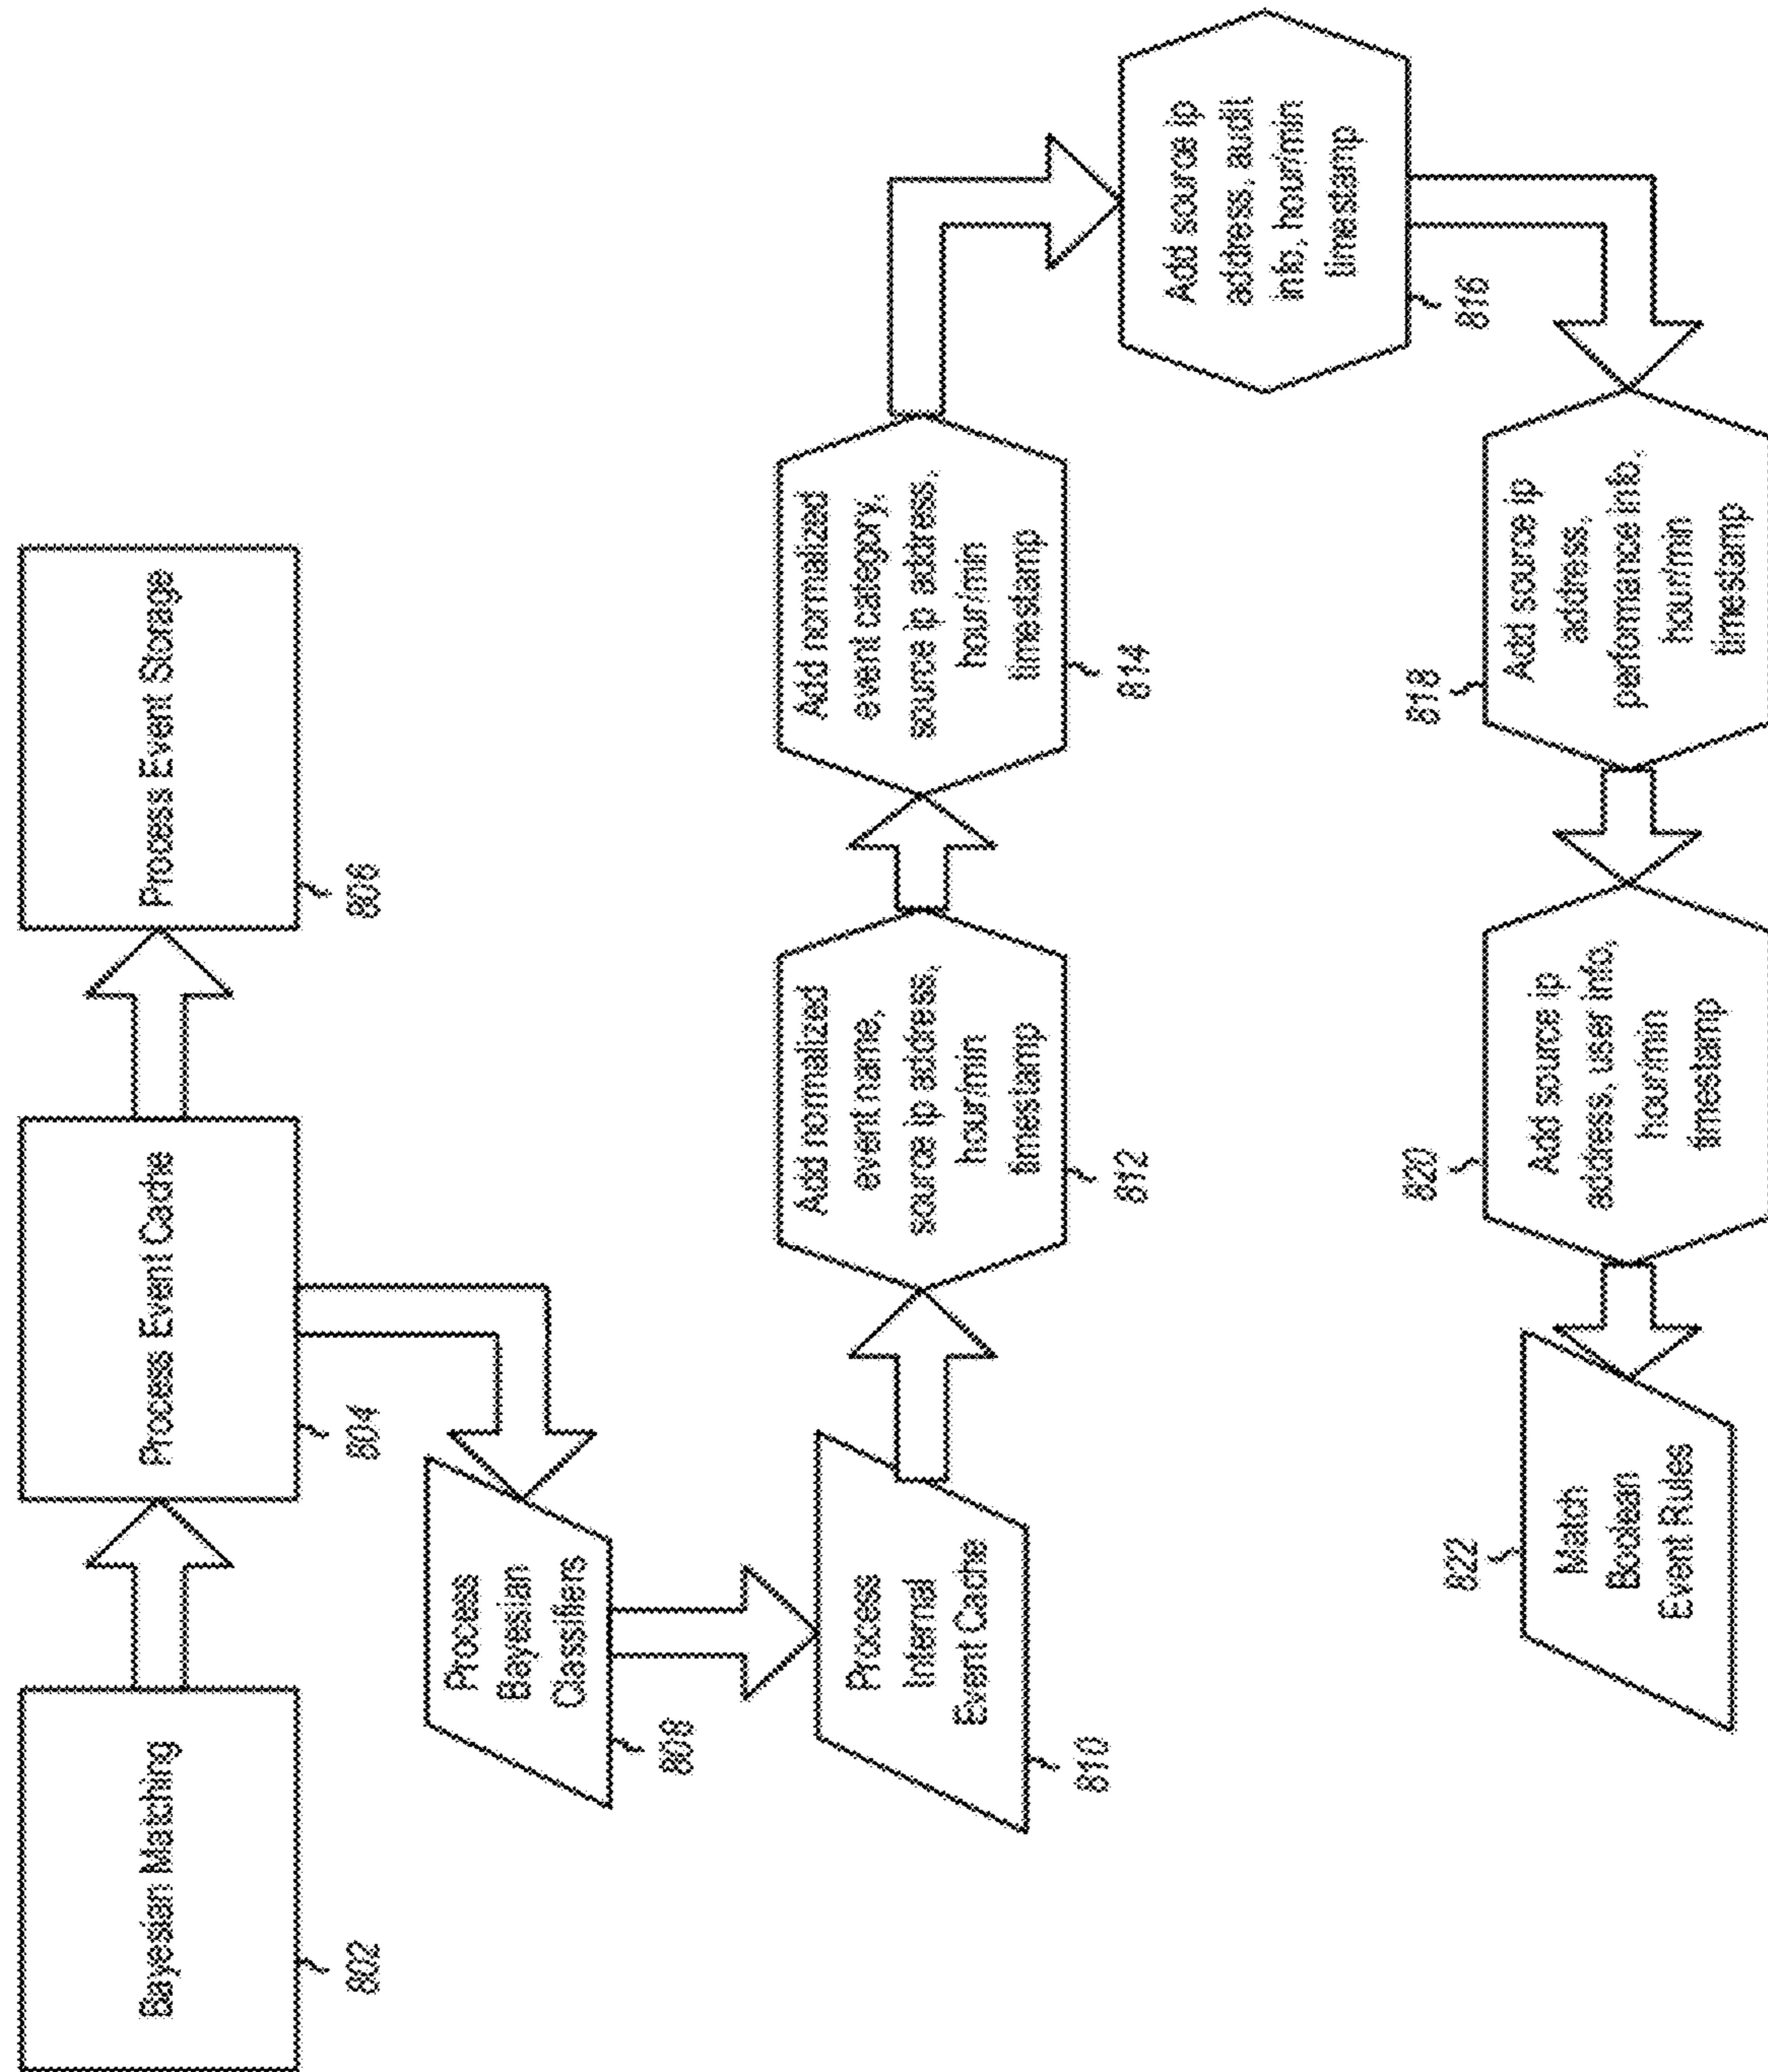 Bayesian Matching
802
Process Event Cache
804
Process Event Storage
806
Process
Bayesian
Classifiers
808
Process
Internal
Event Cache
810
Add normalized
event name,
source ip address,
hour/min
timestamp
812
Add normalized
event category,
source ip address,
hour/min
timestamp
814
Add source ip
address, audit
info, hour/min
timestamp
816
818
Add source ip
address,
performance info,
hour/min
timestamp
820
Add source ip
address, user info,
hour/min
timestamp
822
Match
Boolean
Event Rules